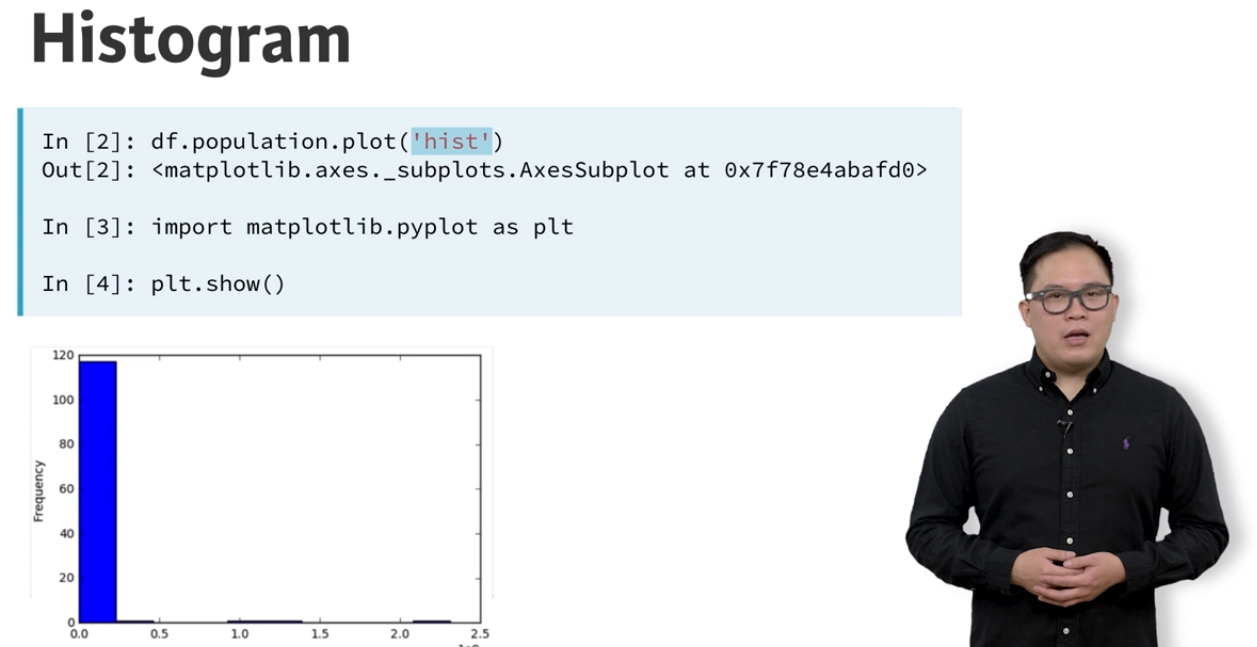 Histogram
In [2]: df.population.plot('hist')
Out[2]: <matplotlib.axes._subplots.AxesSubplot at 0x7f78e4abafd0>
In [3]: import matplotlib.pyplot as plt
In [4]: plt.show()
120
100
80
60
40
20
0
Frequency
0.0 0.5 1.0 1.5 2.0 2.5